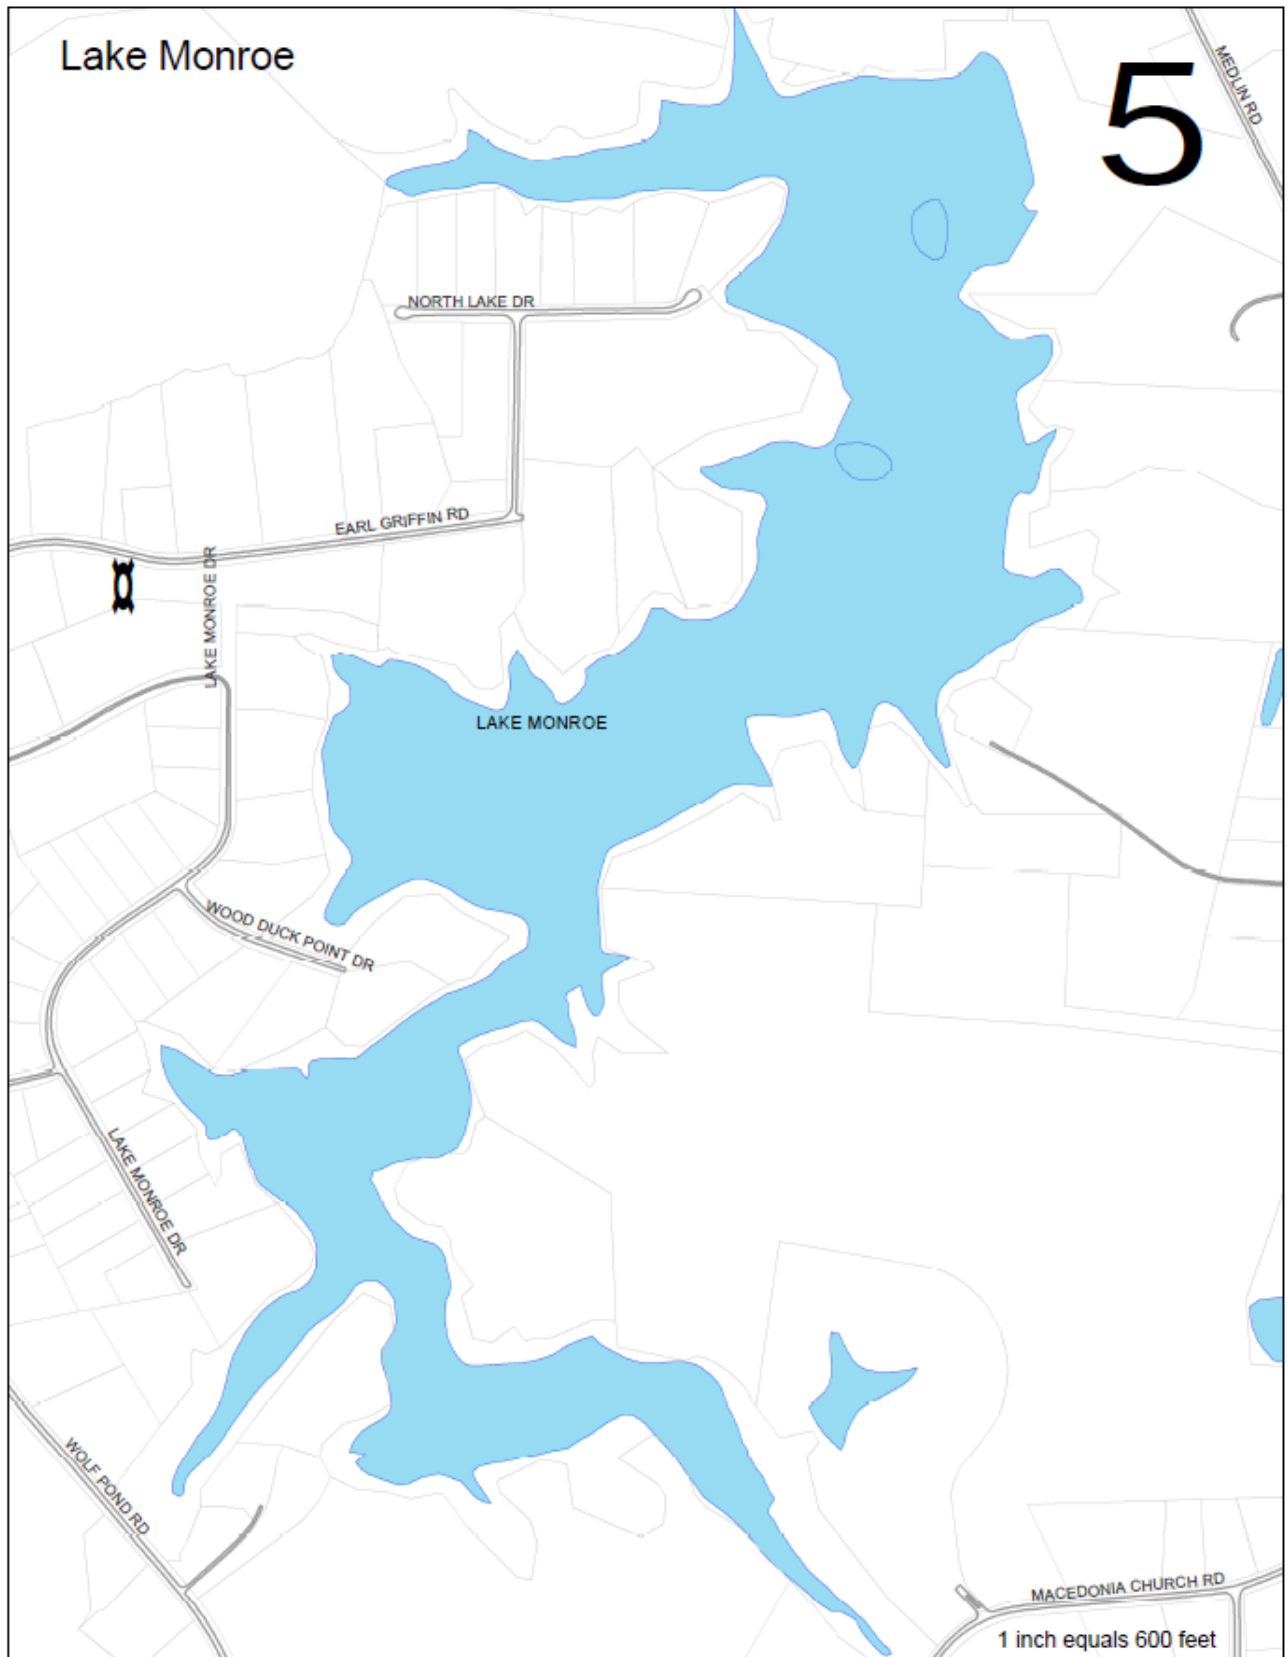 Lake Monroe
5
MEDLIN RD
NORTH LAKE DR
EARL GRIFFIN RD
LAKE MONROE DR
LAKE MONROE
WOOD DUCK POINT DR
LAKE MONROE DR
WOLF POND RD
MACEDONIA CHURCH RD
1 inch equals 600 feet